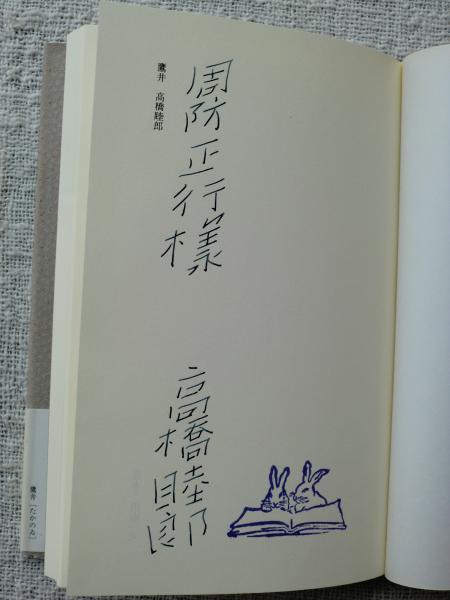 周防正行様
高橋睦郎
鷹井　高橋睦郎
鷹井［たかのゐ］